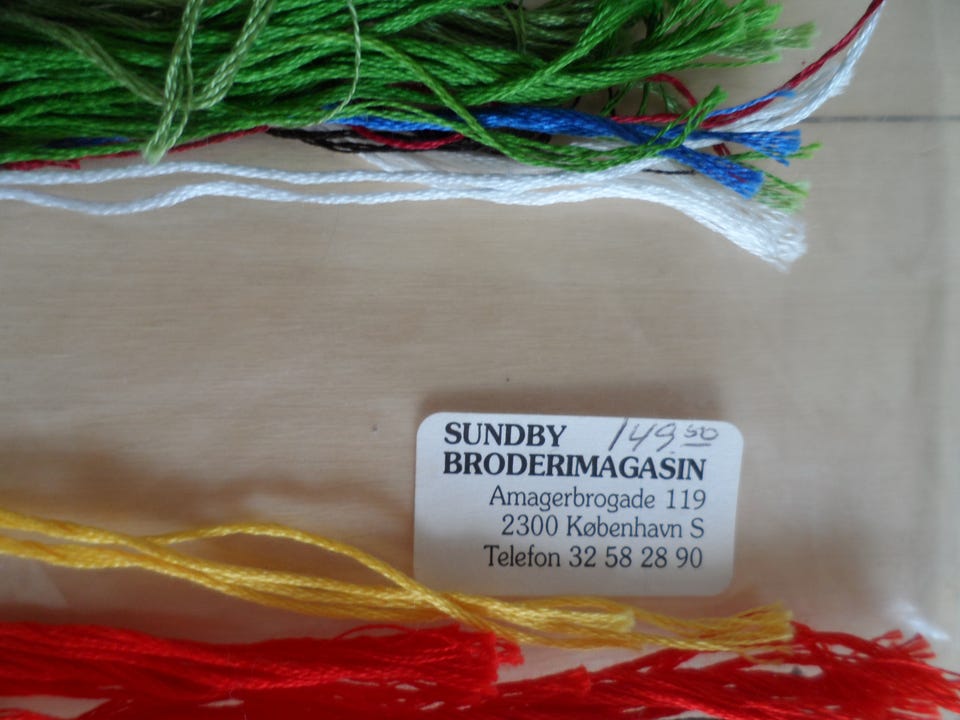 SUNDBY 149.50
BRODERIMAGASIN
Amagerbrogade 119
2300 København S
Telefon 32 58 28 90